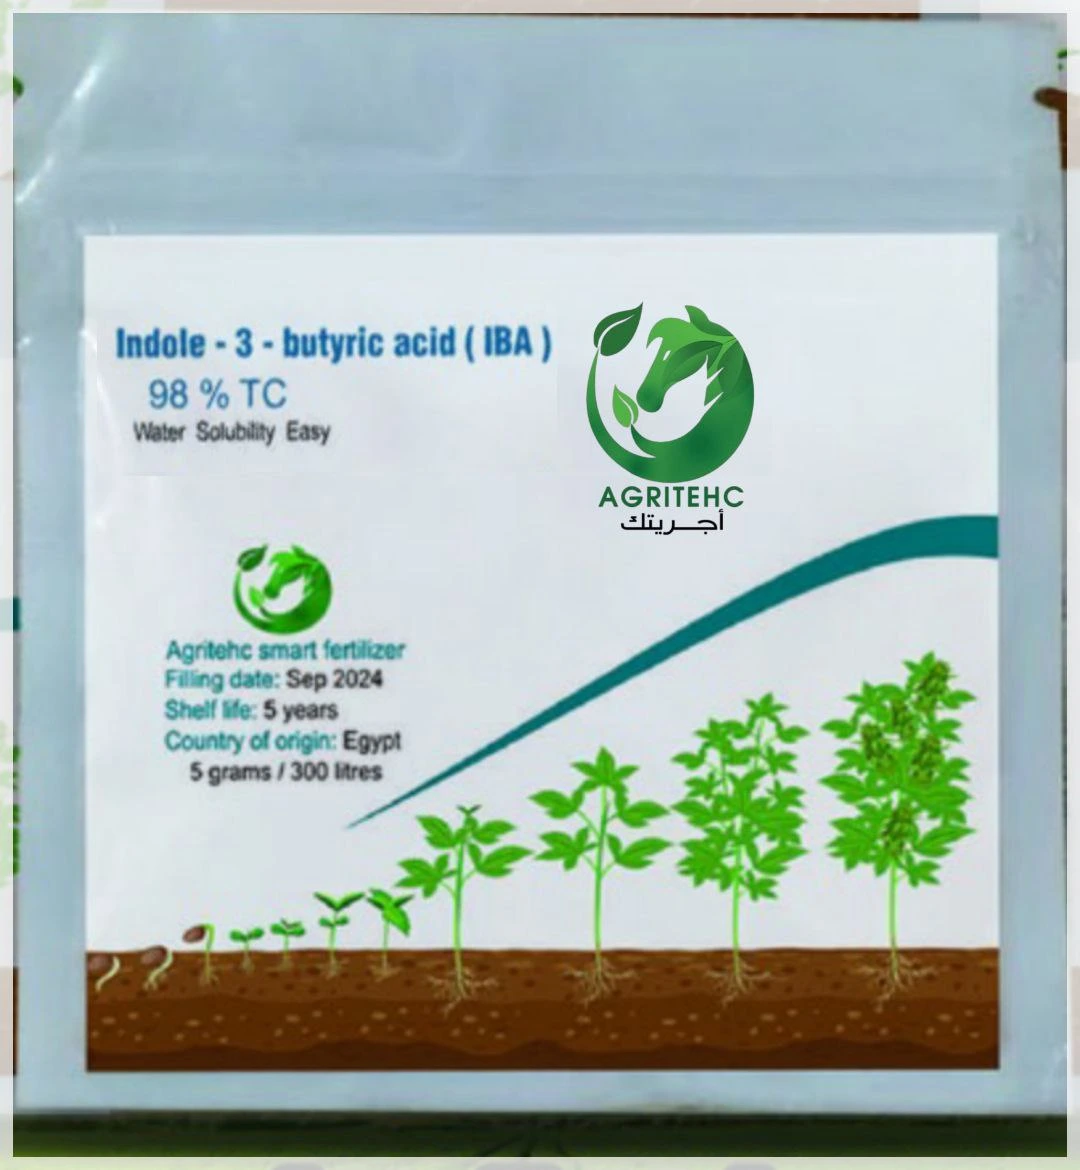 Indole - 3 - butyric acid ( IBA )
98 % TC
Water Solubility Easy
AGRITEHC
أجريتك
Agritehc smart fertilizer
Filling date: Sep 2024
Shelf life: 5 years
Country of origin: Egypt
5 grams / 300 litres